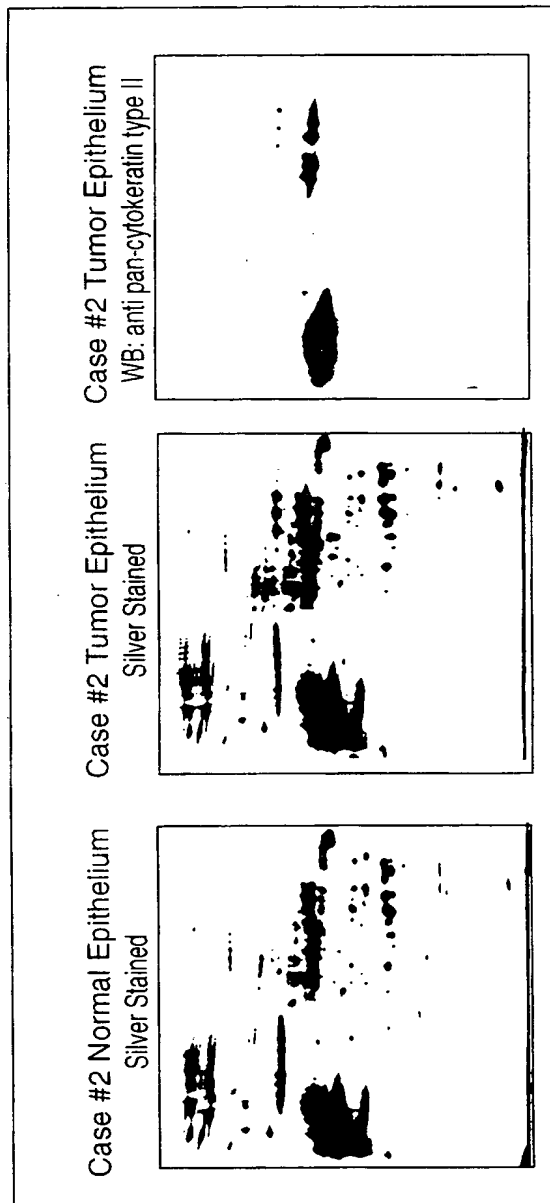 Case #2 Normal Epithelium
Silver Stained
Case #2 Tumor Epithelium
Silver Stained
Case #2 Tumor Epithelium
WB: anti pan-cytokeratin type II